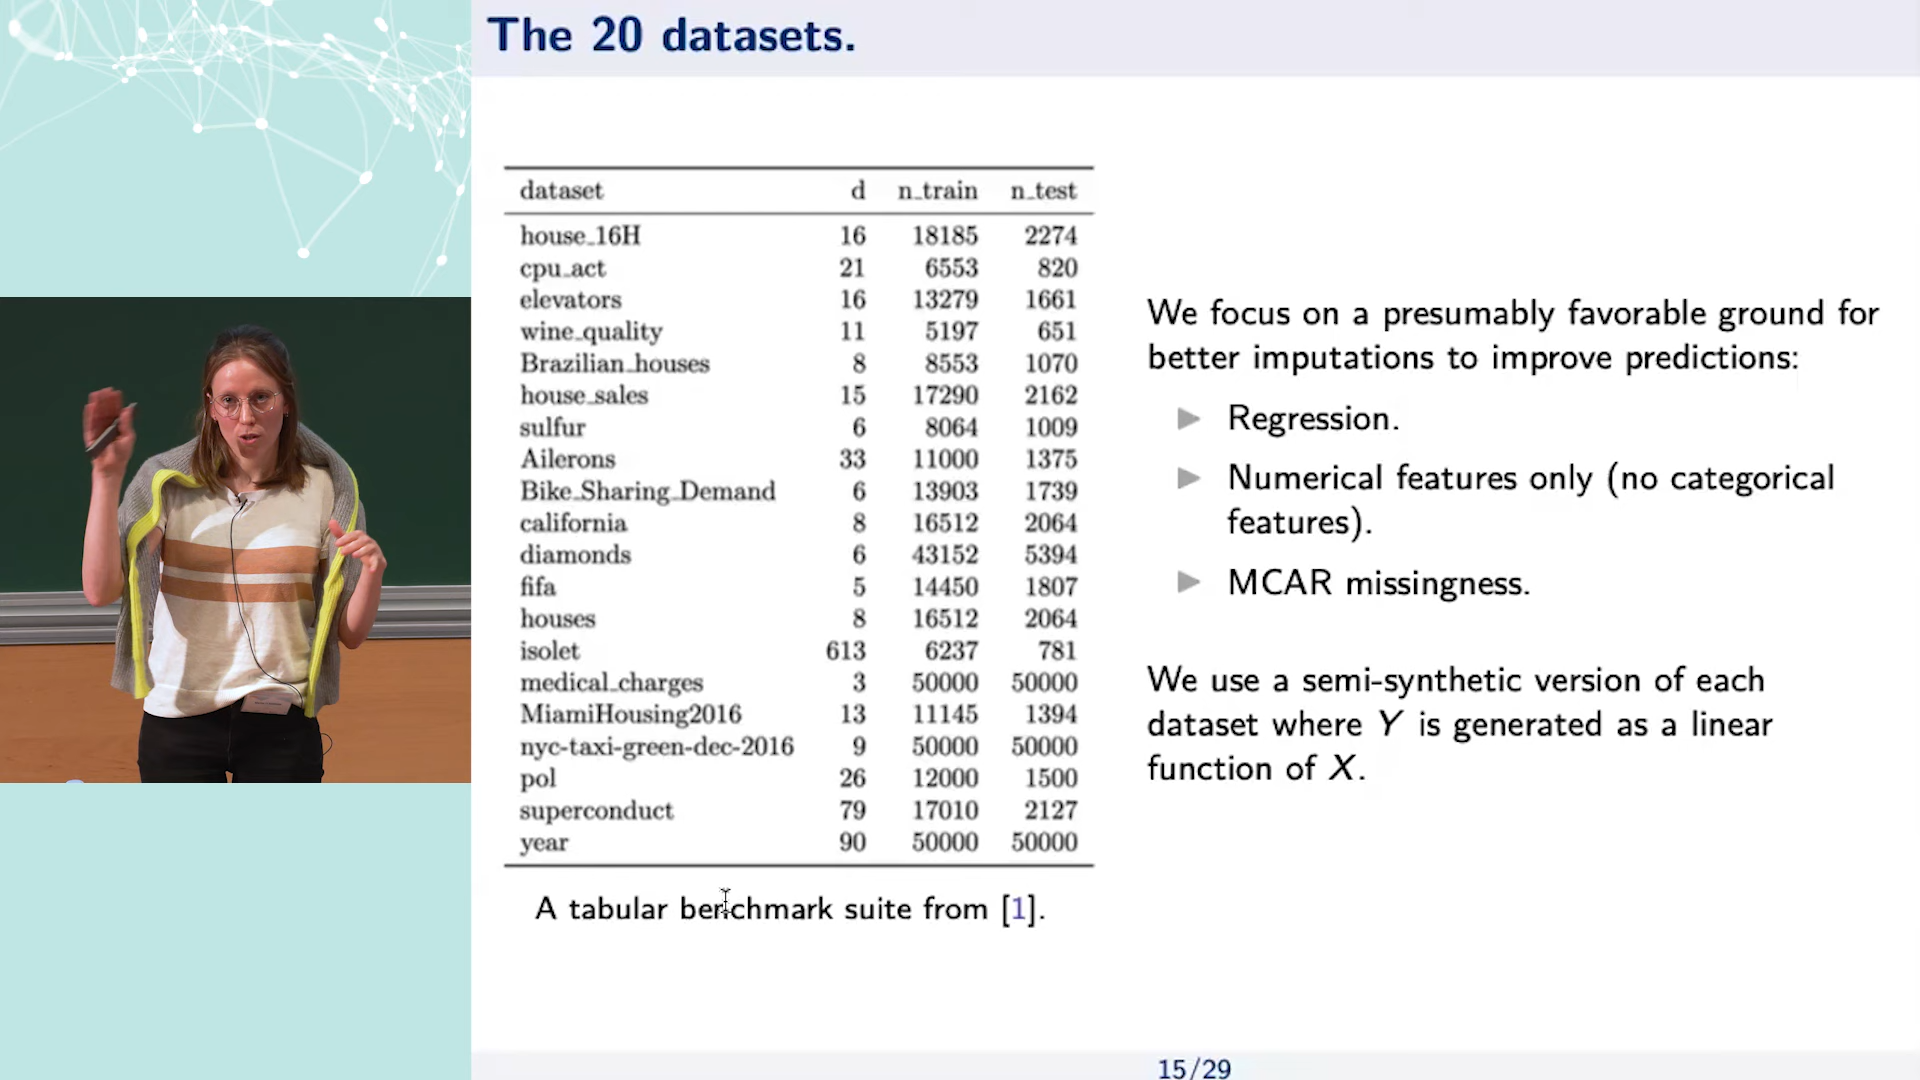 The 20 datasets.
dataset d n_train n_test
house_16H 16 18185 2274
cpu_act 21 6553 820
elevators 16 13279 1661
wine_quality 11 5197 651
Brazilian_houses 8 8553 1070
house_sales 15 17290 2162
sulfur 6 8064 1009
Ailerons 33 11000 1375
Bike_Sharing_Demand 6 13903 1739
california 8 16512 2064
diamonds 6 43152 5394
fifa 5 14450 1807
houses 8 16512 2064
isolet 613 6237 781
medical_charges 3 50000 50000
MiamiHousing2016 13 11145 1394
nyc-taxi-green-dec-2016 9 50000 50000
pol 26 12000 1500
superconduct 79 17010 2127
year 90 50000 50000
A tabular benchmark suite from [1].
We focus on a presumably favorable ground for
better imputations to improve predictions:
▶ Regression.
▶ Numerical features only (no categorical
features).
▶ MCAR missingness.
We use a semi-synthetic version of each
dataset where Y is generated as a linear
function of X.
15/29